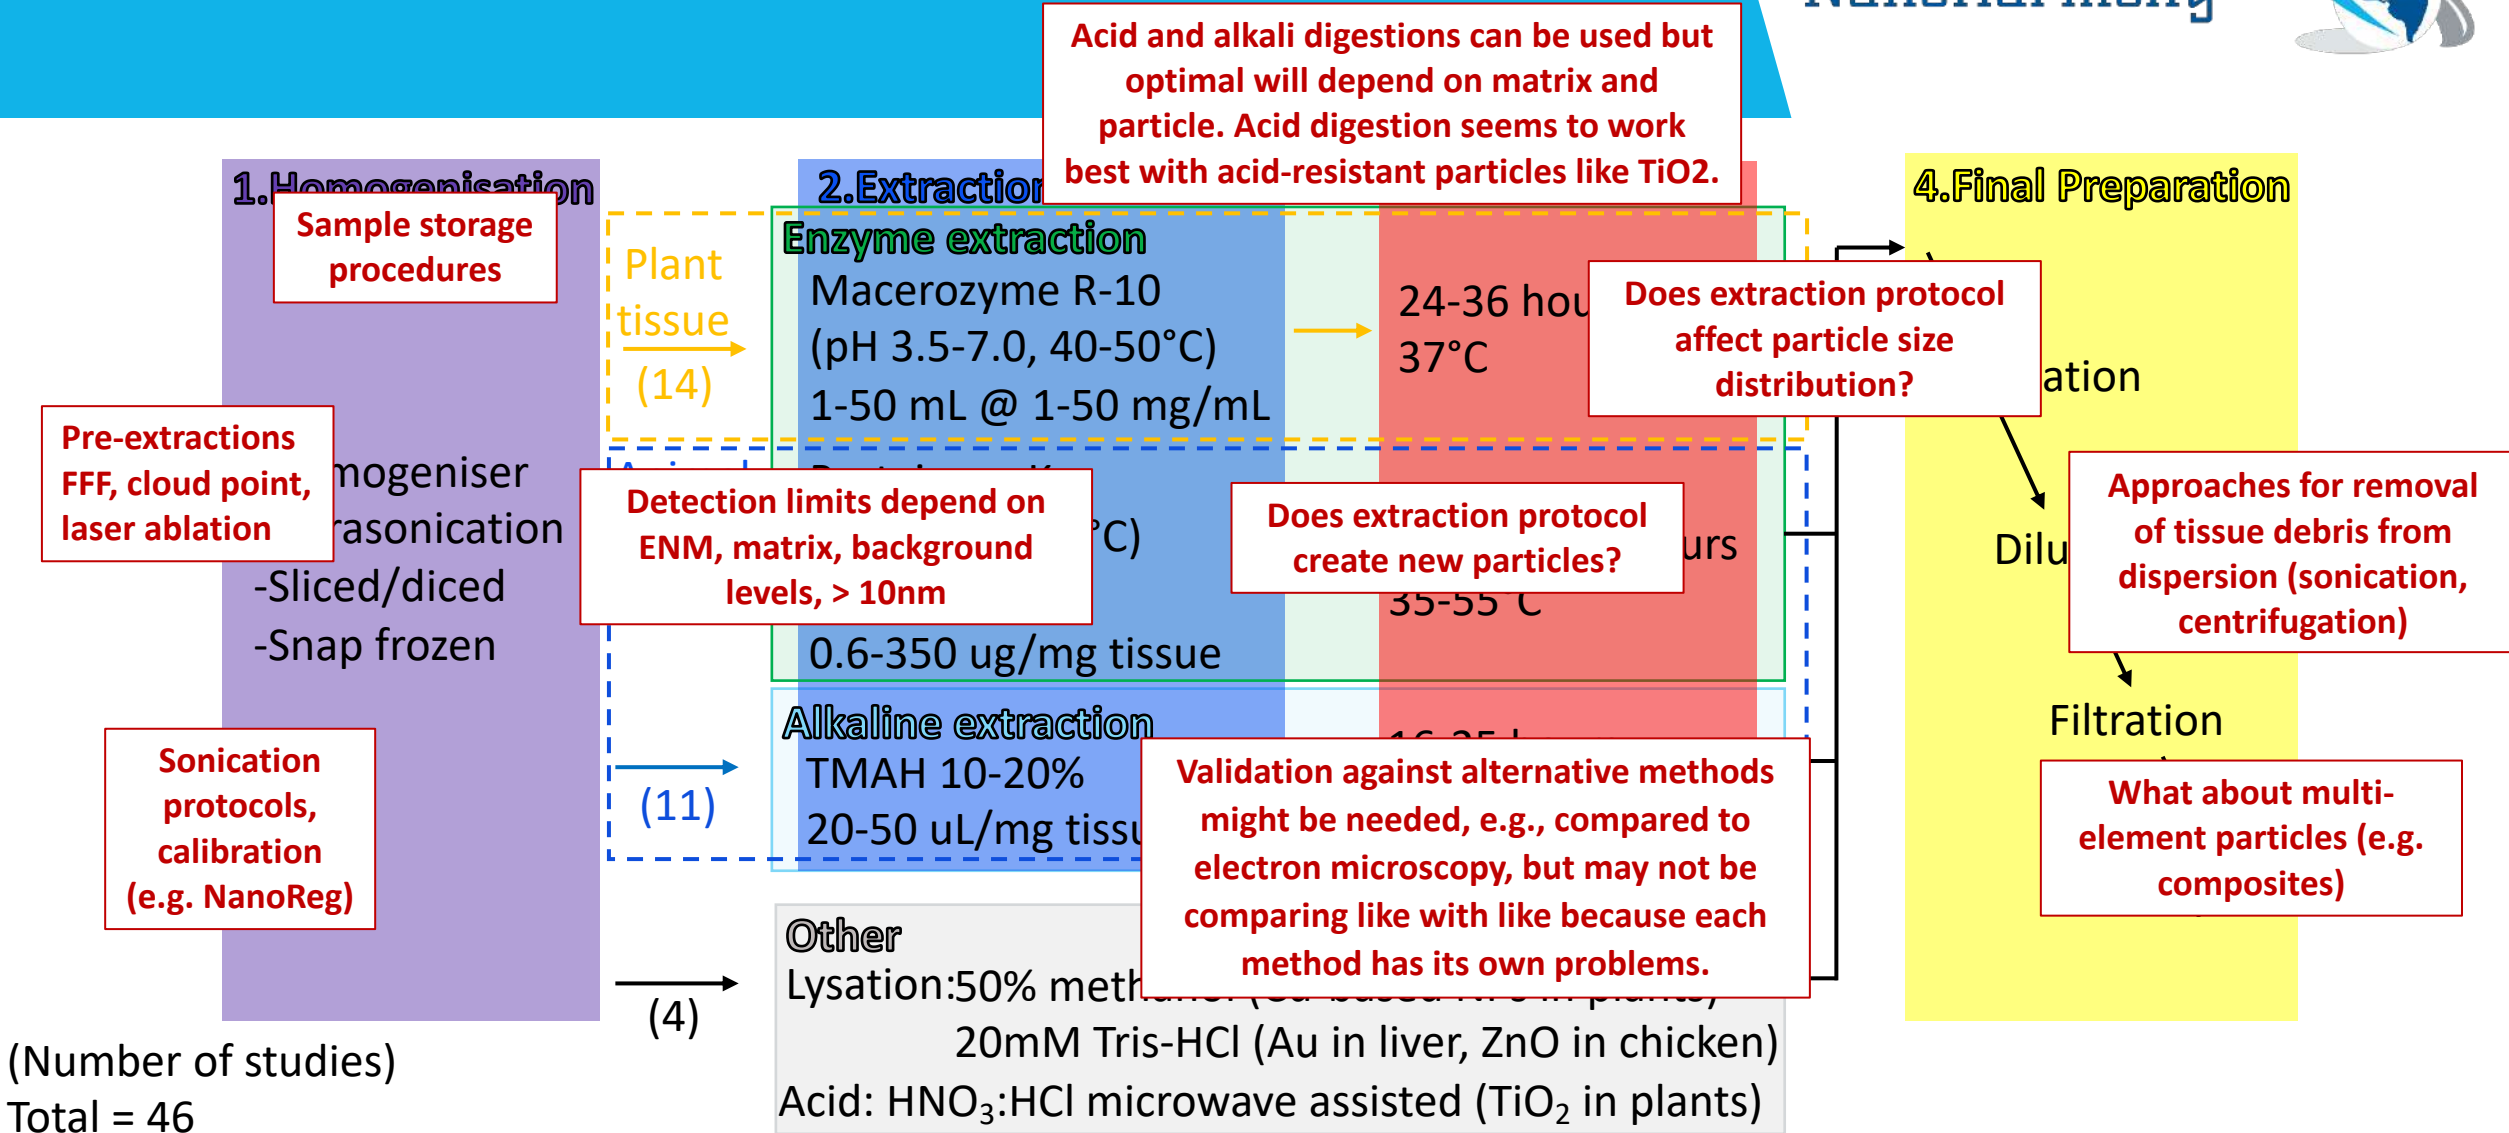 Acid and alkali digestions can be used but
optimal will depend on matrix and
particle. Acid digestion seems to work
best with acid-resistant particles like TiO2.
1.Homogenisation
Sample storage
procedures
Pre-extractions
FFF, cloud point,
laser ablation
-Sliced/diced
-Snap frozen
Sonication
protocols,
calibration
(e.g. NanoReg)
Plant
tissue
(14)
(11)
(4)
2.Extraction
Enzyme extraction
Macerozyme R-10
(pH 3.5-7.0, 40-50°C)
1-50 mL @ 1-50 mg/mL
24-36
37°C
Detection limits depend on
ENM, matrix, background
levels, > 10nm
°C)
0.6-350 ug/mg tissue
Does extraction protocol
create new particles?
35-55°C
Does extraction protocol
affect particle size
distribution?
Alkaline extraction
TMAH 10-20%
20-50 uL/mg
Validation against alternative methods
might be needed, e.g., compared to
electron microscopy, but may not be
comparing like with like because each
method has its own problems.
Other
Lysation:50%
20mM Tris-HCl (Au in liver, ZnO in chicken)
Acid: HNO₃:HCl microwave assisted (TiO₂ in plants)
4.Final Preparation
Approaches for removal
of tissue debris from
dispersion (sonication,
centrifugation)
Filtration
What about multi-
element particles (e.g.
composites)
(Number of studies)
Total = 46